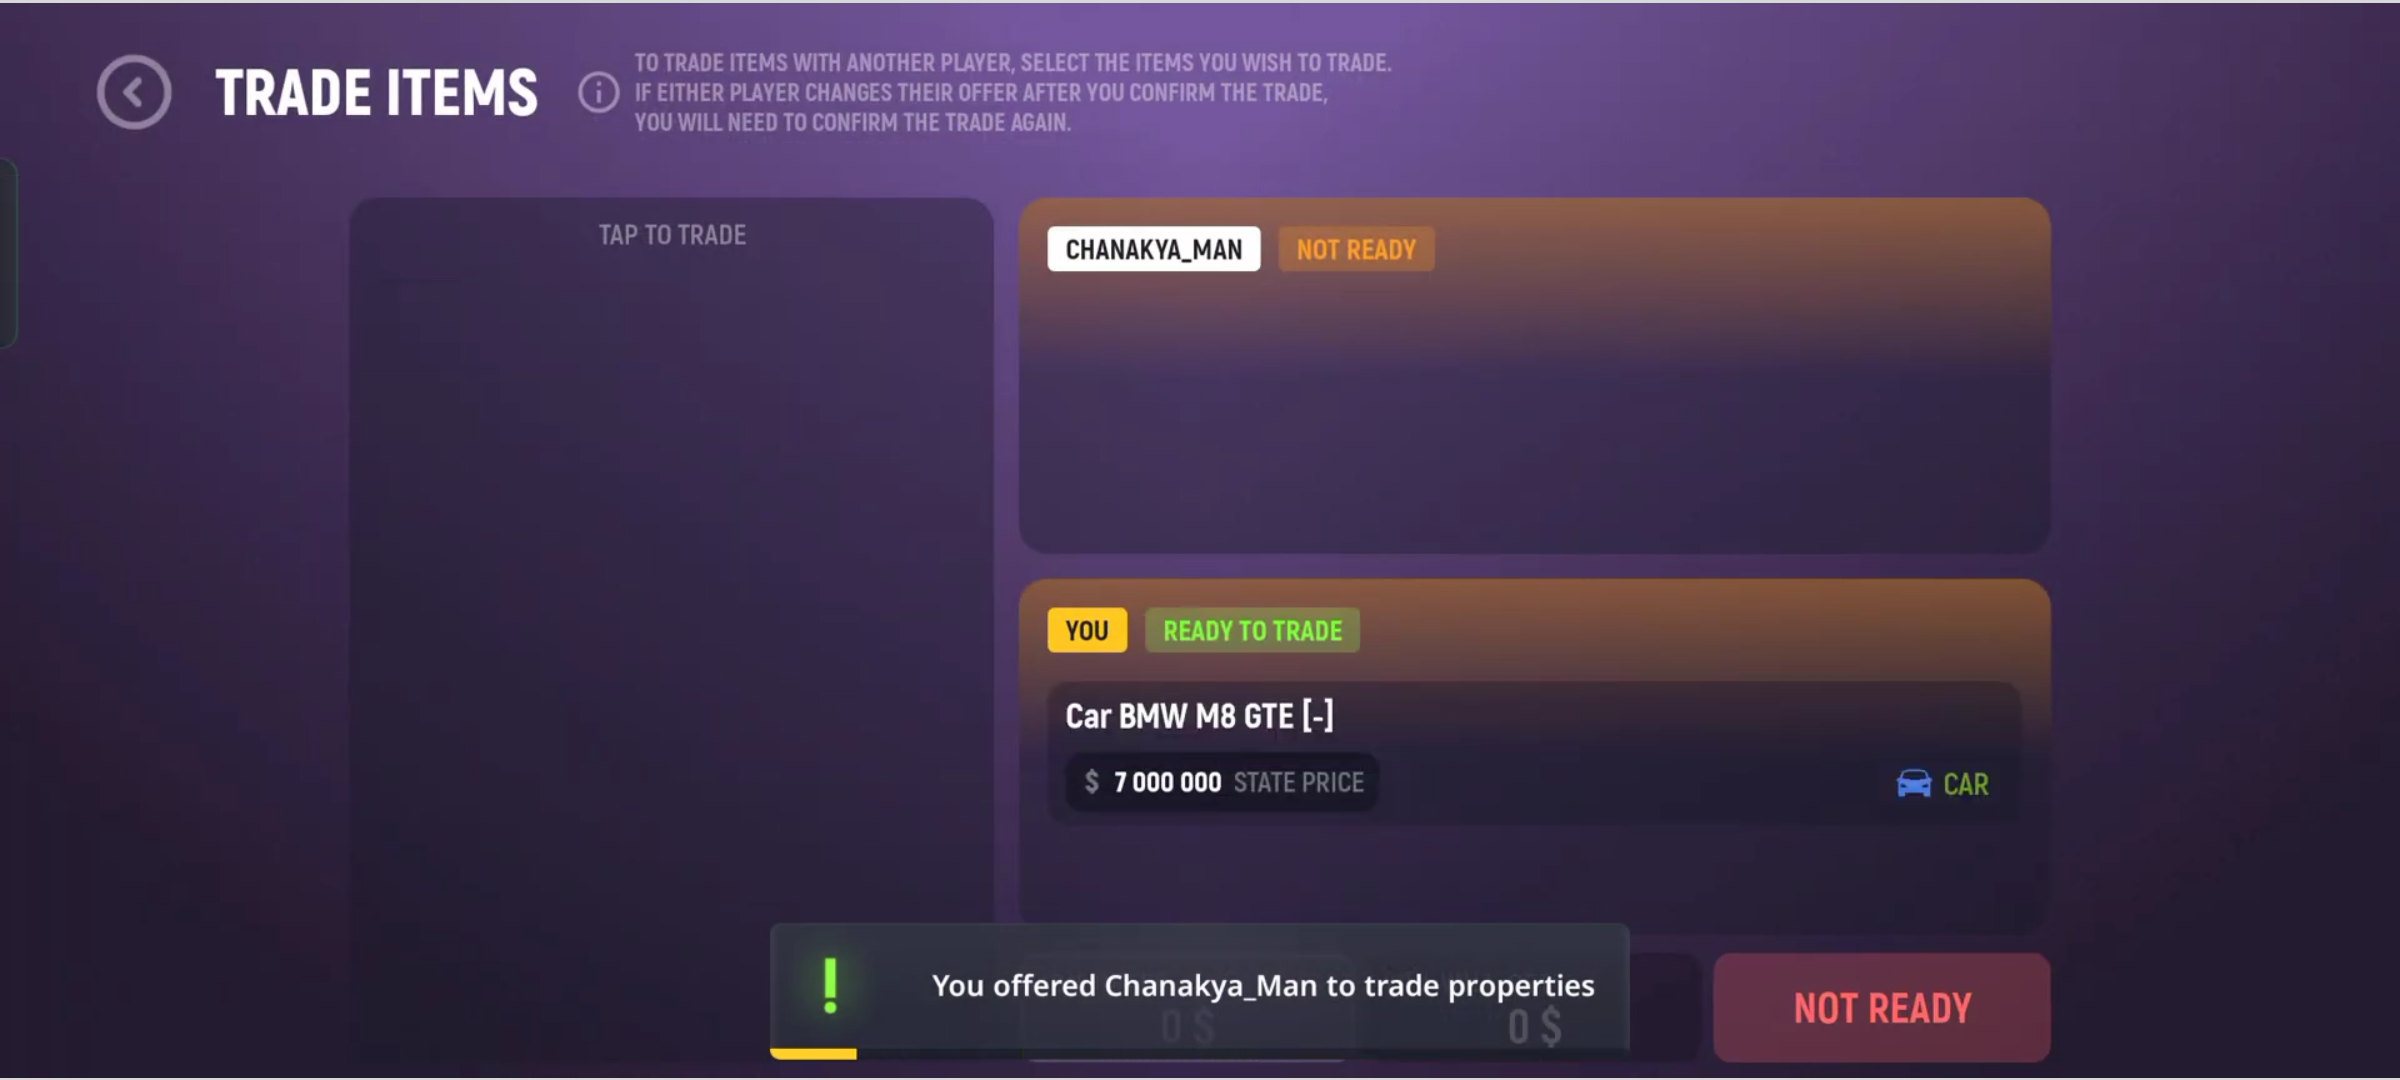 TRADE ITEMS
TO TRADE ITEMS WITH ANOTHER PLAYER, SELECT THE ITEMS YOU WISH TO TRADE.
IF EITHER PLAYER CHANGES THEIR OFFER AFTER YOU CONFIRM THE TRADE,
YOU WILL NEED TO CONFIRM THE TRADE AGAIN.
TAP TO TRADE
CHANAKYA_MAN NOT READY
YOU READY TO TRADE
Car BMW M8 GTE [-]
$ 7 000 000 STATE PRICE
CAR
You offered Chanakya_Man to trade properties
0 $ 0 $
NOT READY